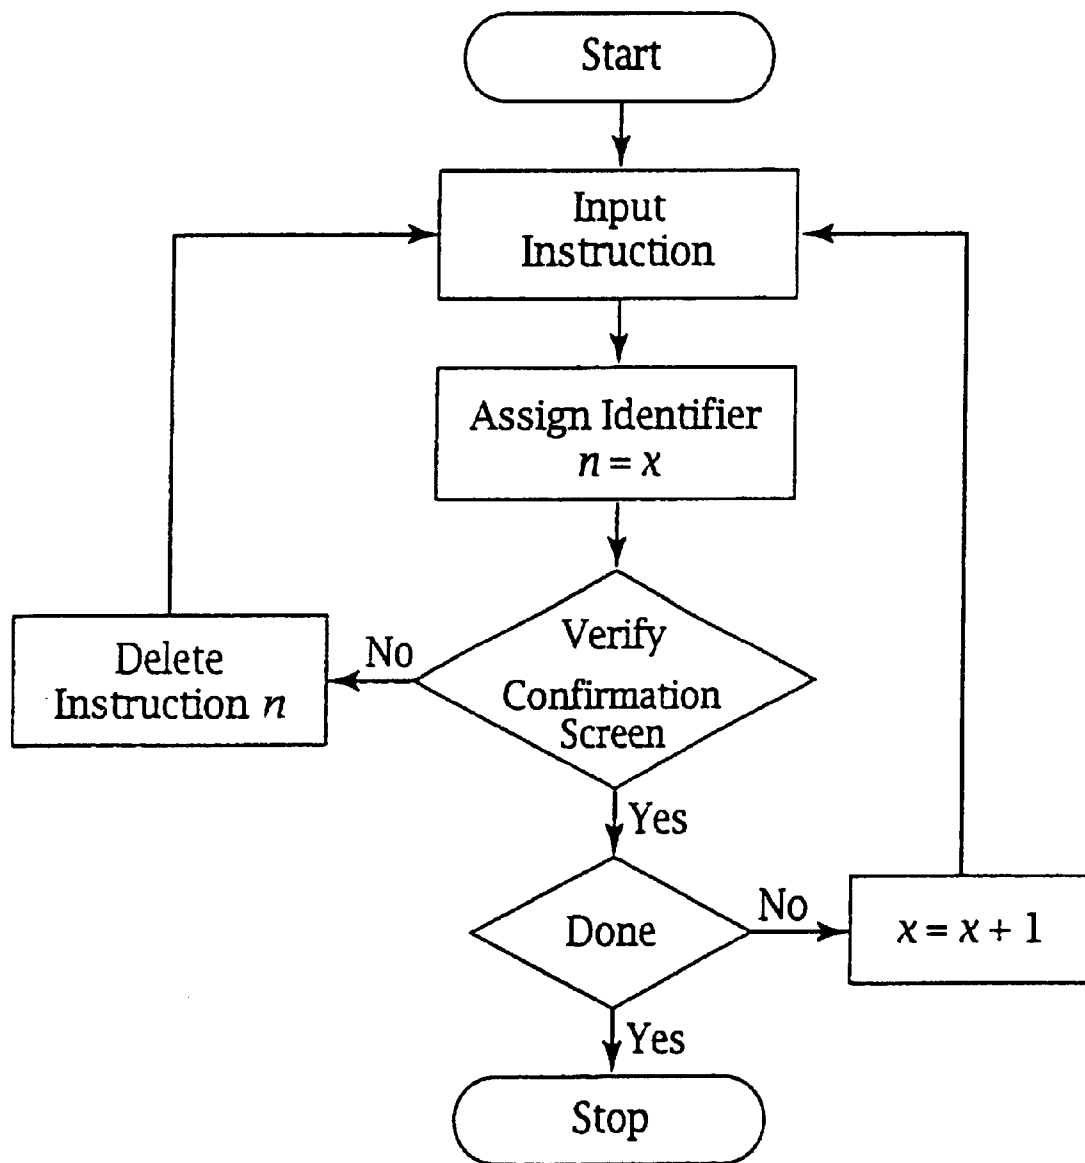 Start
Input
Instruction
Assign Identifier
n = x
Verify
Confirmation
Screen
No
Delete
Instruction n
Yes
Done
No
x = x + 1
Yes
Stop